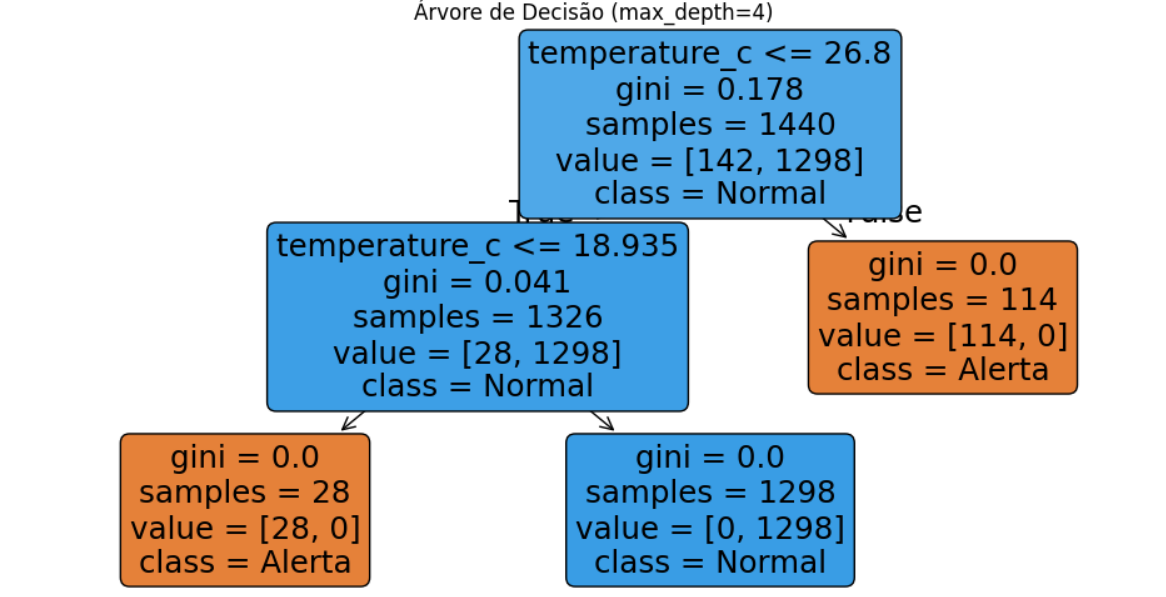 Árvore de Decisão (max_depth=4)
temperature_c <= 26.8
gini = 0.178
samples = 1440
value = [142, 1298]
class = Normal
temperature_c <= 18.935
gini = 0.041
samples = 1326
value = [28, 1298]
class = Normal
gini = 0.0
samples = 114
value = [114, 0]
class = Alerta
gini = 0.0
samples = 28
value = [28, 0]
class = Alerta
gini = 0.0
samples = 1298
value = [0, 1298]
class = Normal